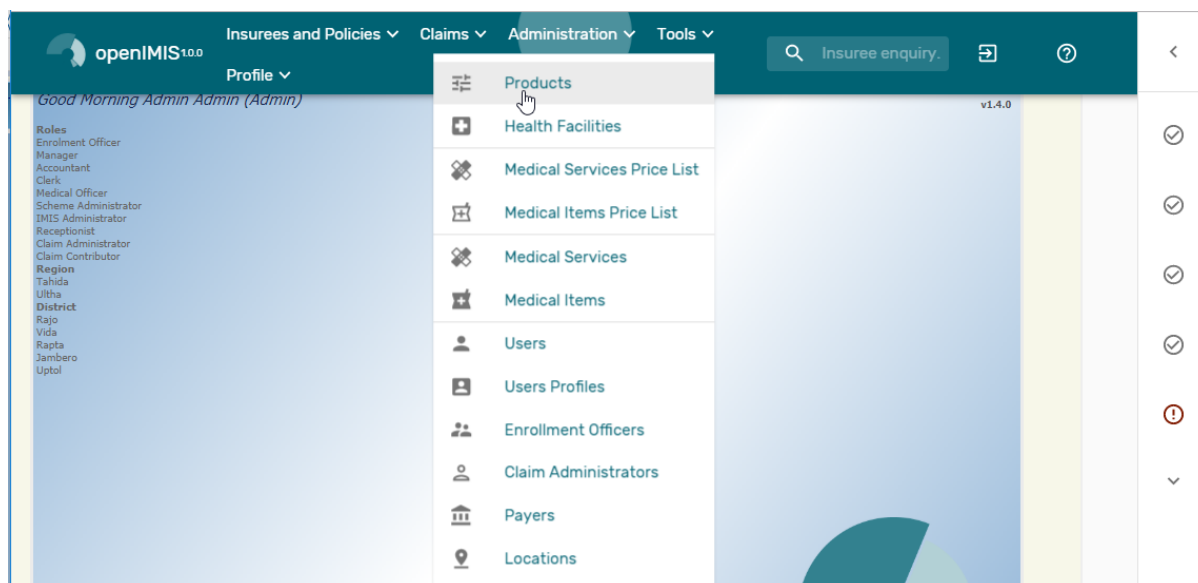 openIMIS 1.0.0
Insurees and Policies
Claims
Administration
Tools
Profile
Insuree enquiry.
Good Morning Admin Admin (Admin)
v1.4.0
Roles
Enrolment Officer
Manager
Accountant
Clerk
Medical Officer
Scheme Administrator
IMIS Administrator
Receptionist
Claim Administrator
Claim Contributor
Region
Tahida
Ultha
District
Rajo
Vida
Rapta
Jambero
Uptol
Products
Health Facilities
Medical Services Price List
Medical Items Price List
Medical Services
Medical Items
Users
Users Profiles
Enrollment Officers
Claim Administrators
Payers
Locations